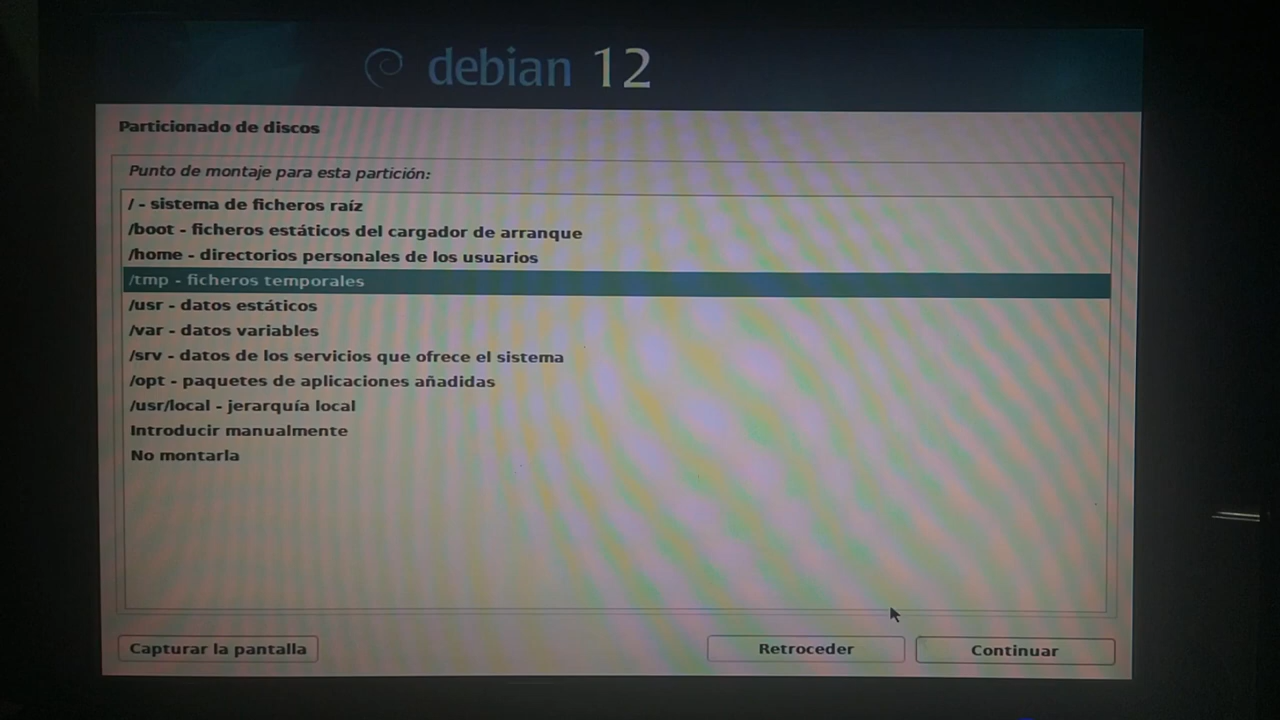 debian 12
Particionado de discos
Punto de montaje para esta partición:
/ - sistema de ficheros raíz
/boot - ficheros estáticos del cargador de arranque
/home - directorios personales de los usuarios
/tmp - ficheros temporales
/usr - datos estáticos
/var - datos variables
/srv - datos de los servicios que ofrece el sistema
/opt - paquetes de aplicaciones añadidas
/usr/local - jerarquía local
Introducir manualmente
No montarla
Capturar la pantalla
Retroceder
Continuar